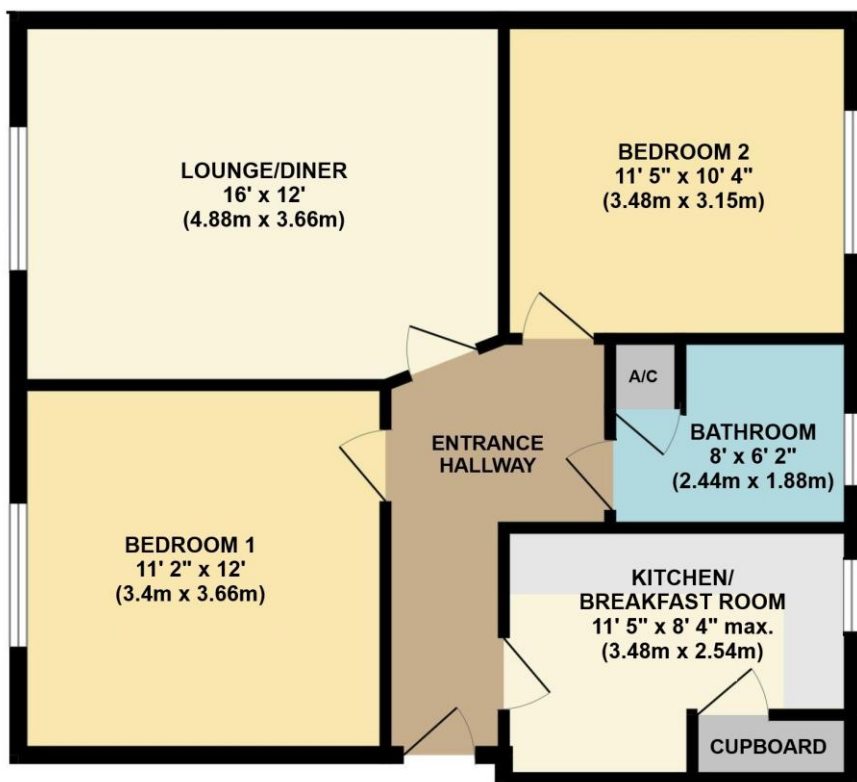 LOUNGE/DINER
16' x 12'
(4.88m x 3.66m)
BEDROOM 2
11' 5" x 10' 4"
(3.48m x 3.15m)
A/C
BATHROOM
8' x 6' 2"
(2.44m x 1.88m)
ENTRANCE
HALLWAY
BEDROOM 1
11' 2" x 12'
(3.4m x 3.66m)
KITCHEN/
BREAKFAST ROOM
11' 5" x 8' 4" max.
(3.48m x 2.54m)
CUPBOARD